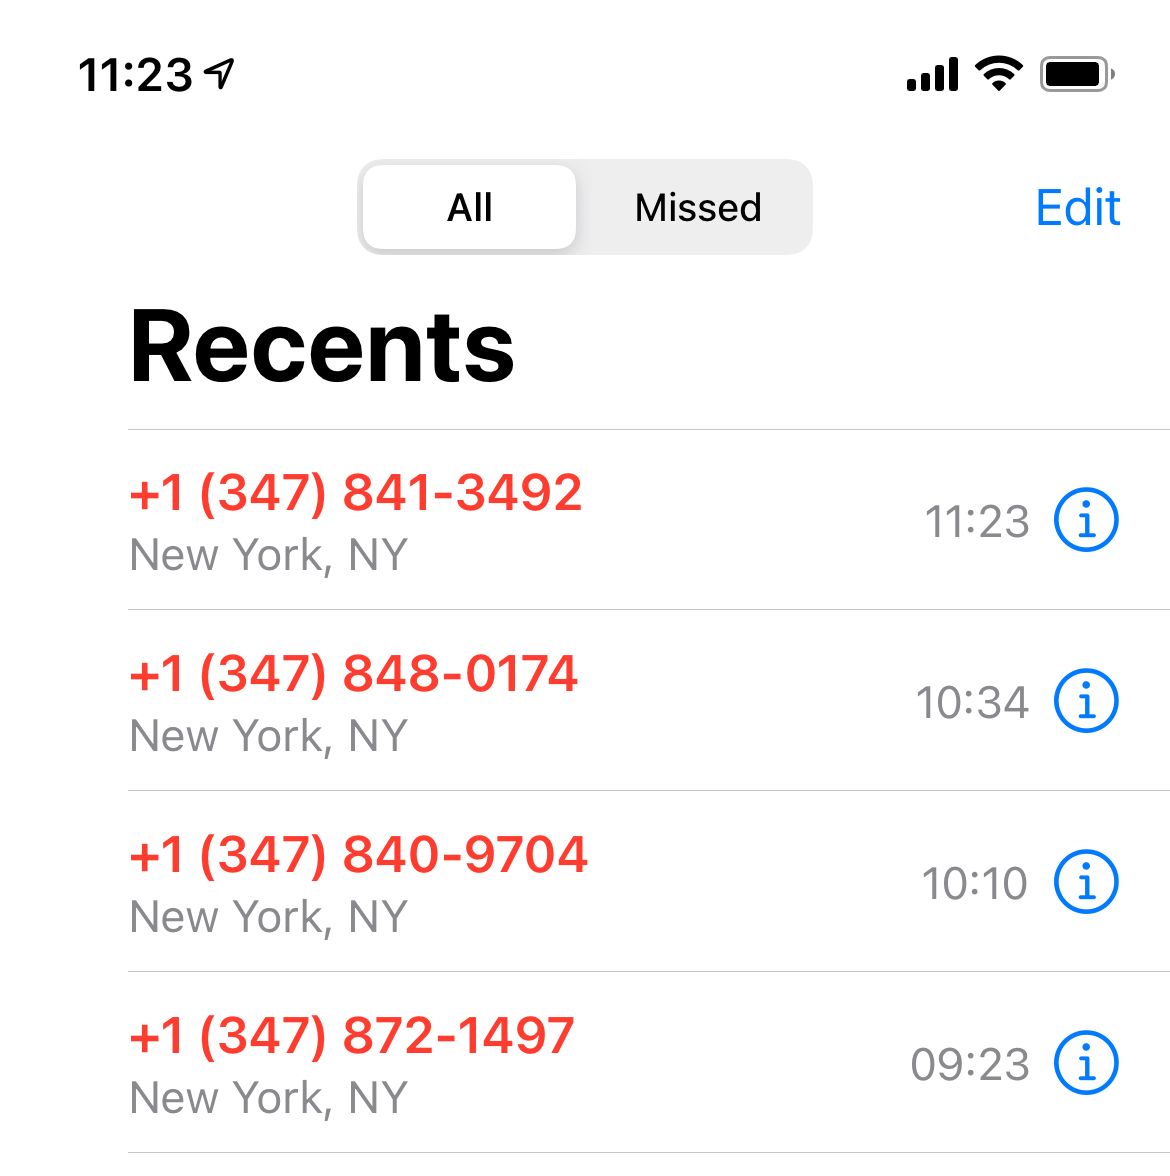 11:23
All Missed Edit
Recents
+1 (347) 841-3492
New York, NY
11:23
+1 (347) 848-0174
New York, NY
10:34
+1 (347) 840-9704
New York, NY
10:10
+1 (347) 872-1497
New York, NY
09:23